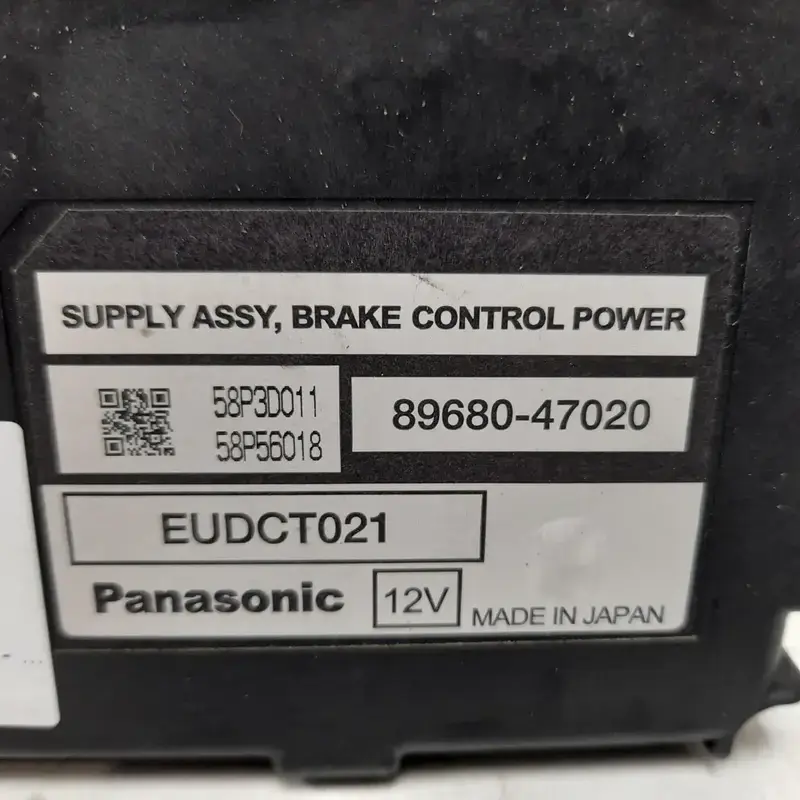 SUPPLY ASSY, BRAKE CONTROL POWER
58P3D011
58P56018
89680-47020
EUDCT021
Panasonic
12V
MADE IN JAPAN